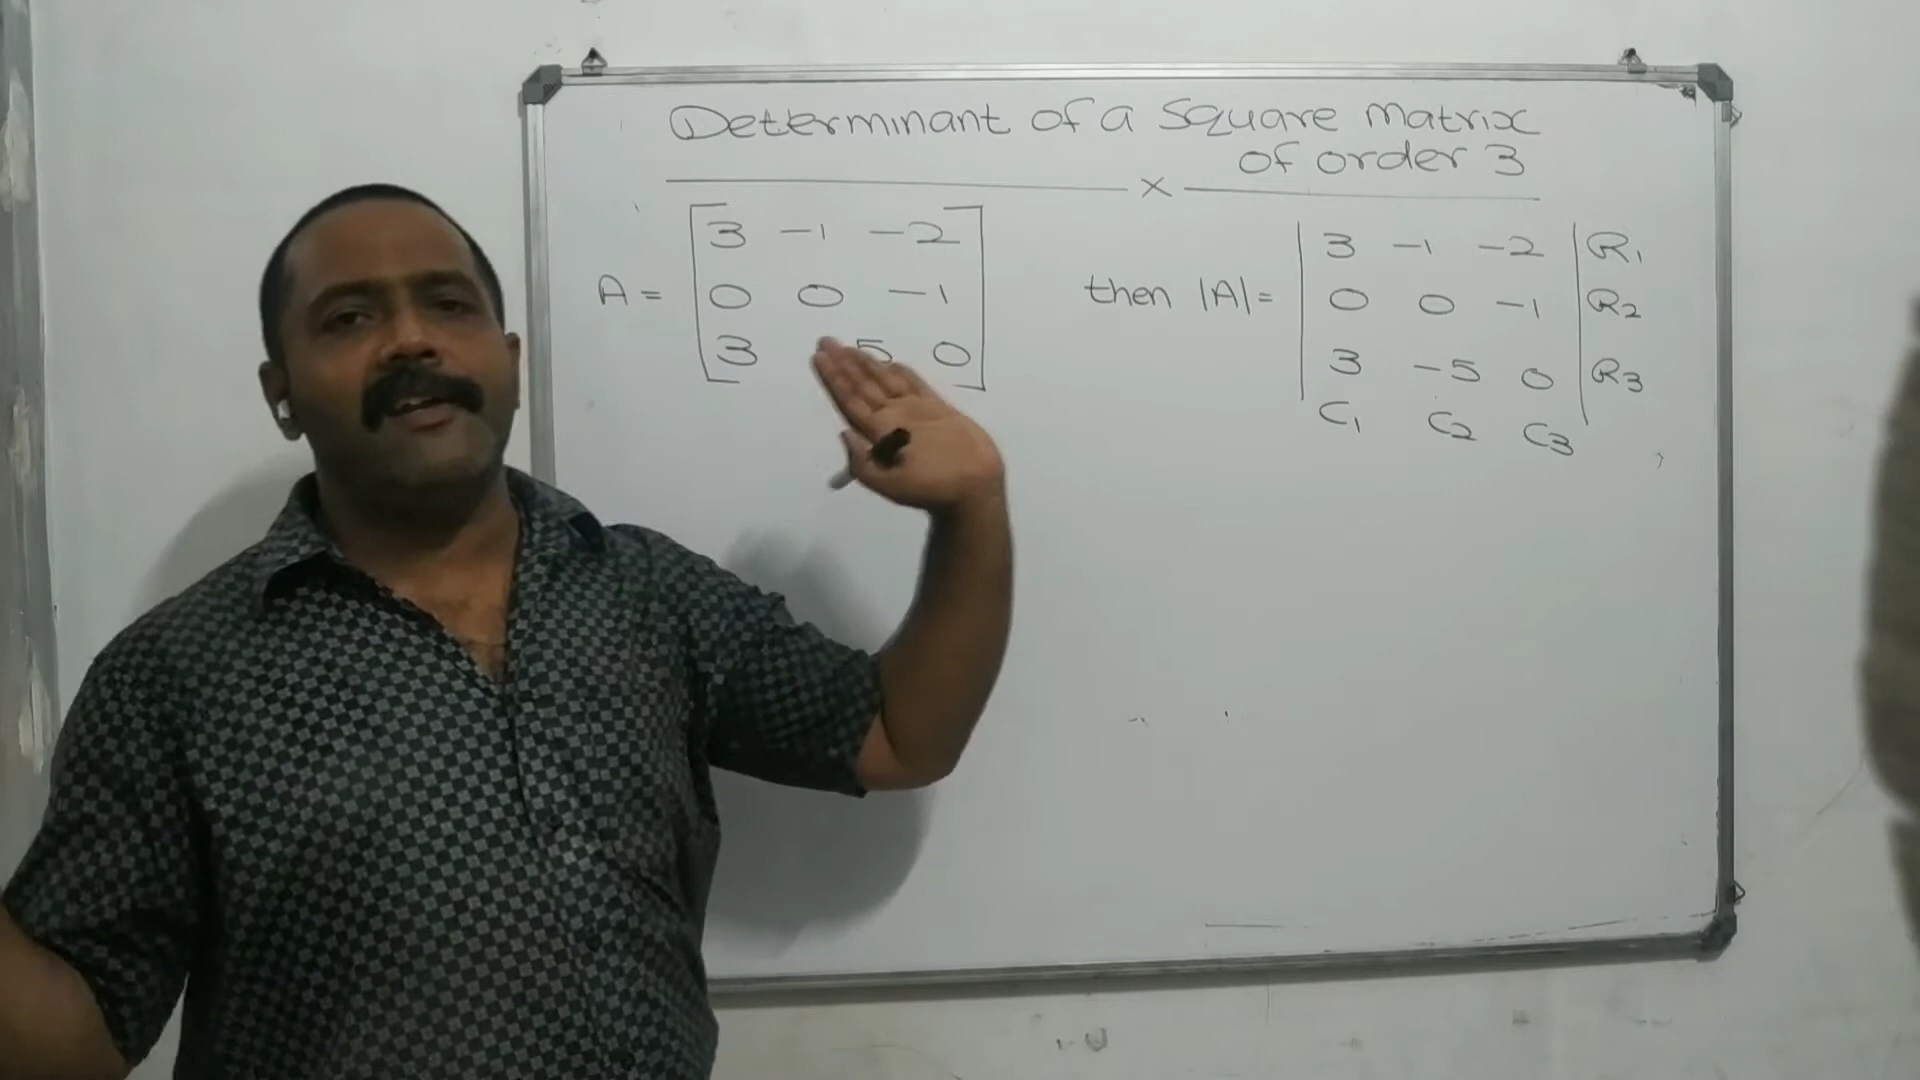 Determinant of a square matrix
of order 3
×
3 -1 -2
A = 0 0 -1
3 5 0
3 -1 -2 R1
then |A| = 0 0 -1 R2
3 -5 0 R3
C1 C2 C3